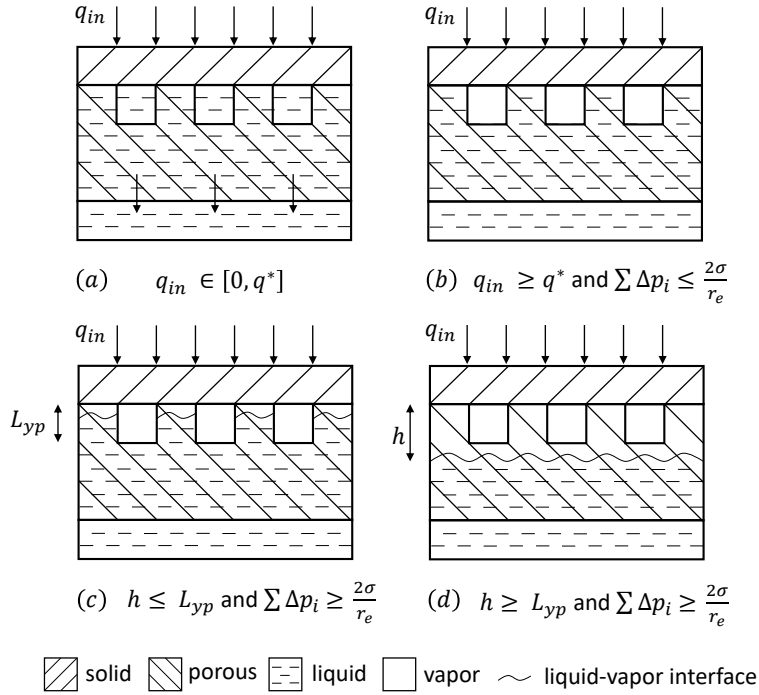 q_in q_in
(a) q_in ∈ [0, q*] (b) q_in ≥ q* and ∑ Δp_i ≤ 2σ/r_e
q_in q_in
L_yp h
(c) h ≤ L_yp and ∑ Δp_i ≥ 2σ/r_e (d) h ≥ L_yp and ∑ Δp_i ≥ 2σ/r_e
solid porous liquid vapor liquid-vapor interface